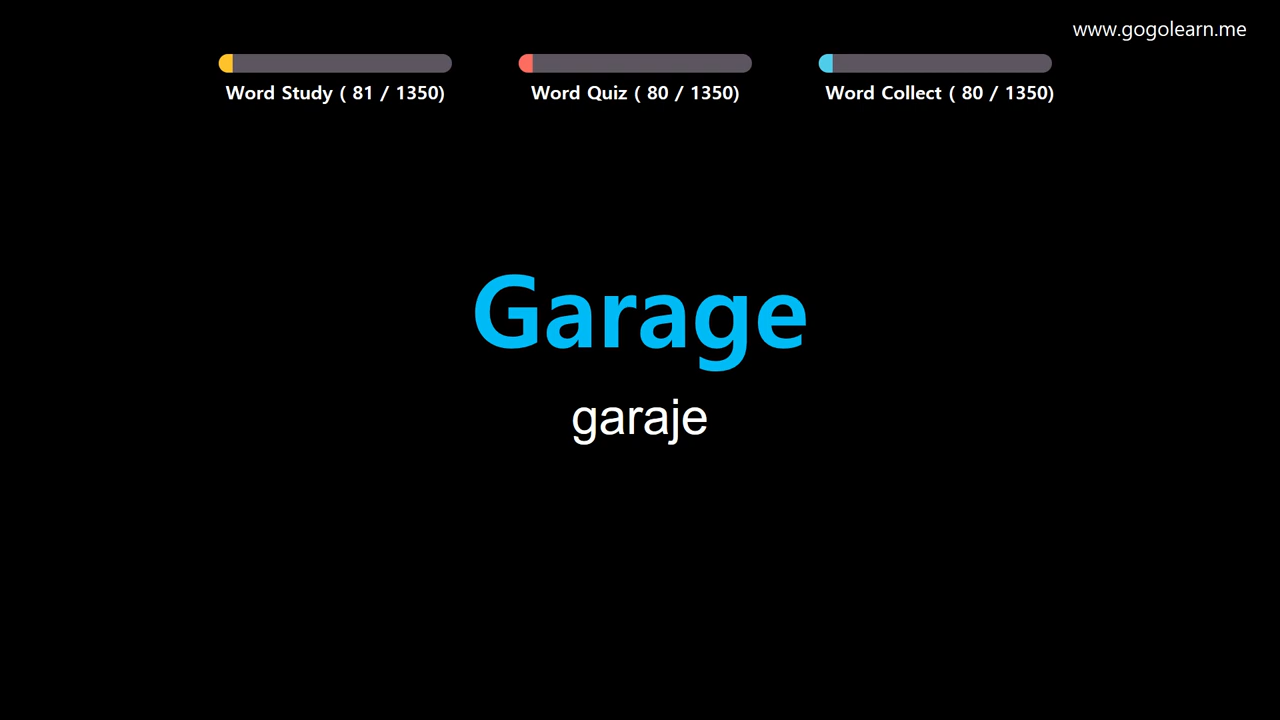 www.gogolearn.me
Word Study ( 81 / 1350)
Word Quiz ( 80 / 1350)
Word Collect ( 80 / 1350)
Garage
garaje